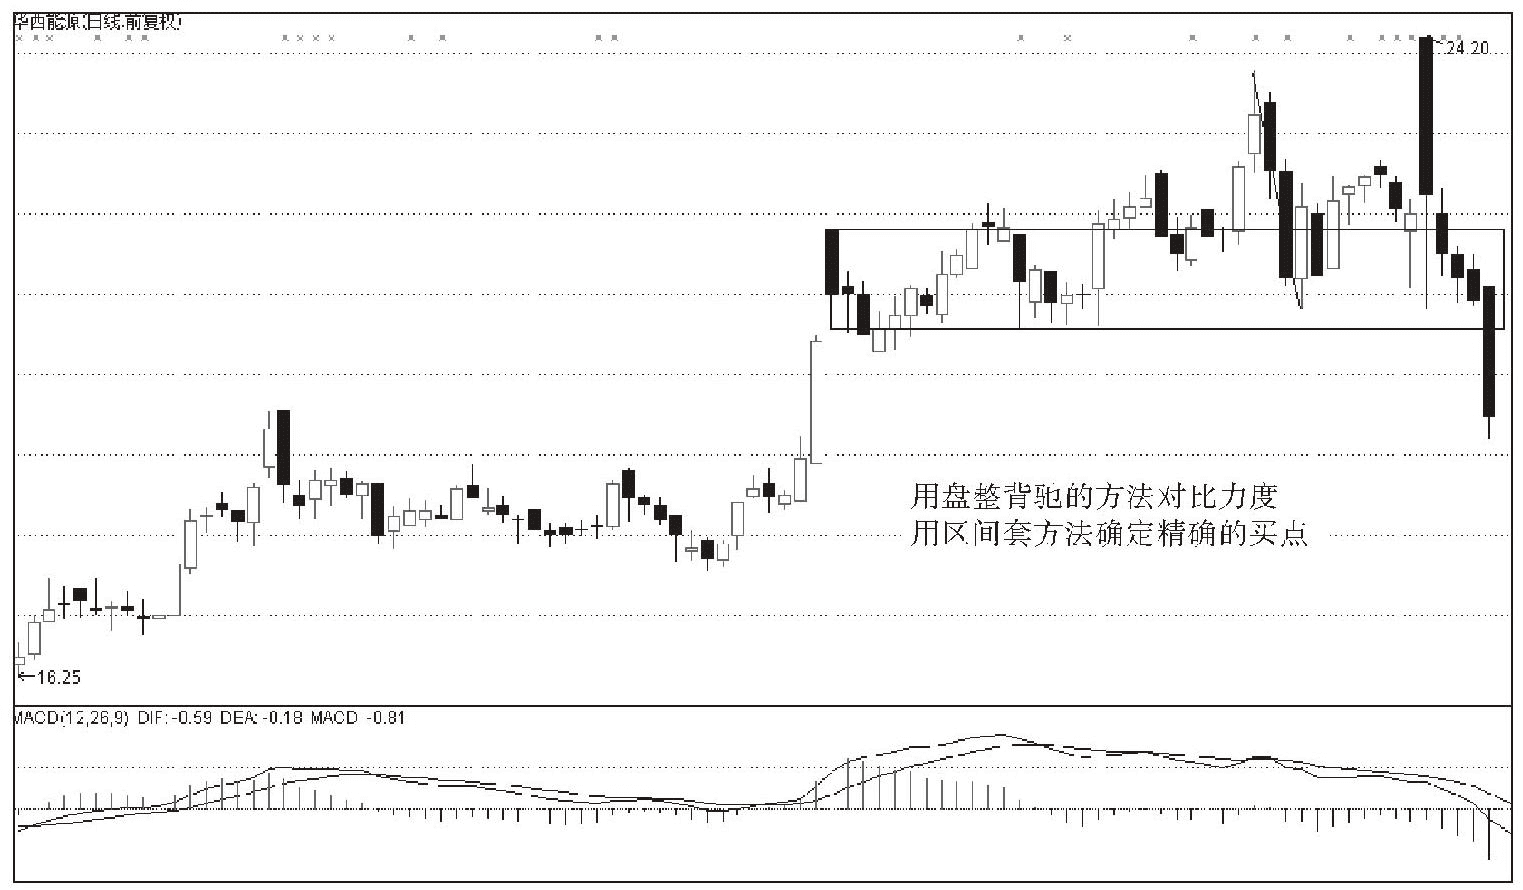 华西能源(日线.前复权)
24.20
用盘整背驰的方法对比力度
用区间套方法确定精确的买点
16.25
MACD(12,26,9) DIF:-0.59 DEA:-0.18 MACD -0.81